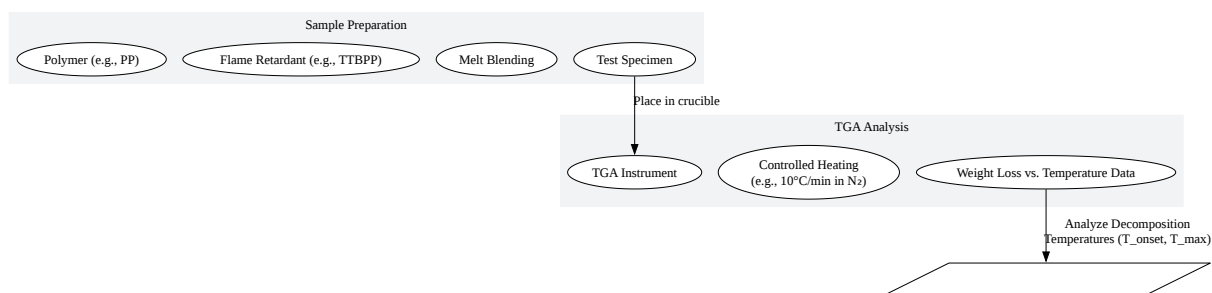 Sample Preparation
Polymer (e.g., PP)
Flame Retardant (e.g., TTBPP)
Melt Blending
Test Specimen
Place in crucible
TGA Analysis
TGA Instrument
Controlled Heating
(e.g., 10°C/min in N₂)
Weight Loss vs. Temperature Data
Analyze Decomposition
Temperatures (T_onset, T_max)